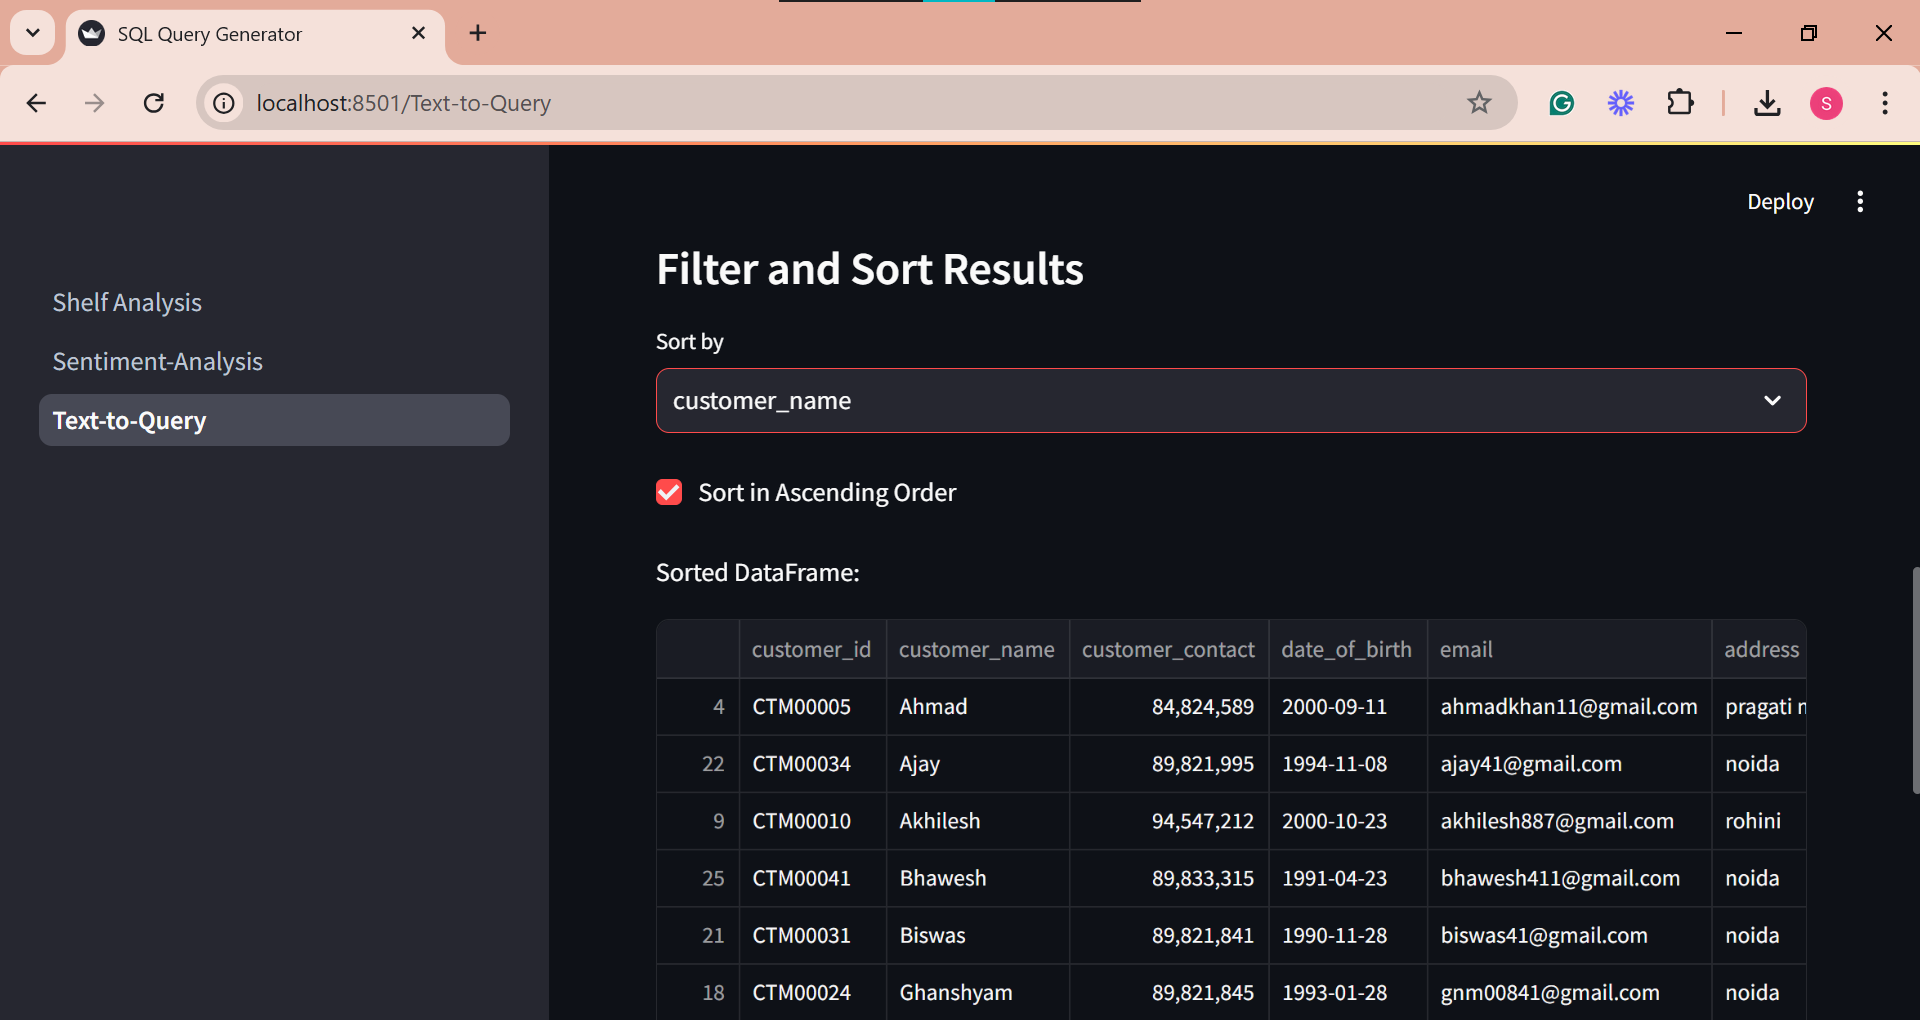 SQL Query Generator
localhost:8501/Text-to-Query
S
Deploy
Shelf Analysis
Sentiment-Analysis
Text-to-Query
Filter and Sort Results
Sort by
customer_name
Sort in Ascending Order
Sorted DataFrame:
customer_id customer_name customer_contact date_of_birth email address
4 CTM00005 Ahmad 84,824,589 2000-09-11 ahmadkhan11@gmail.com pragati
22 CTM00034 Ajay 89,821,995 1994-11-08 ajay41@gmail.com noida
9 CTM00010 Akhilesh 94,547,212 2000-10-23 akhilesh887@gmail.com rohini
25 CTM00041 Bhawesh 89,833,315 1991-04-23 bhawesh411@gmail.com noida
21 CTM00031 Biswas 89,821,841 1990-11-28 biswas41@gmail.com noida
18 CTM00024 Ghanshyam 89,821,845 1993-01-28 gnm00841@gmail.com noida